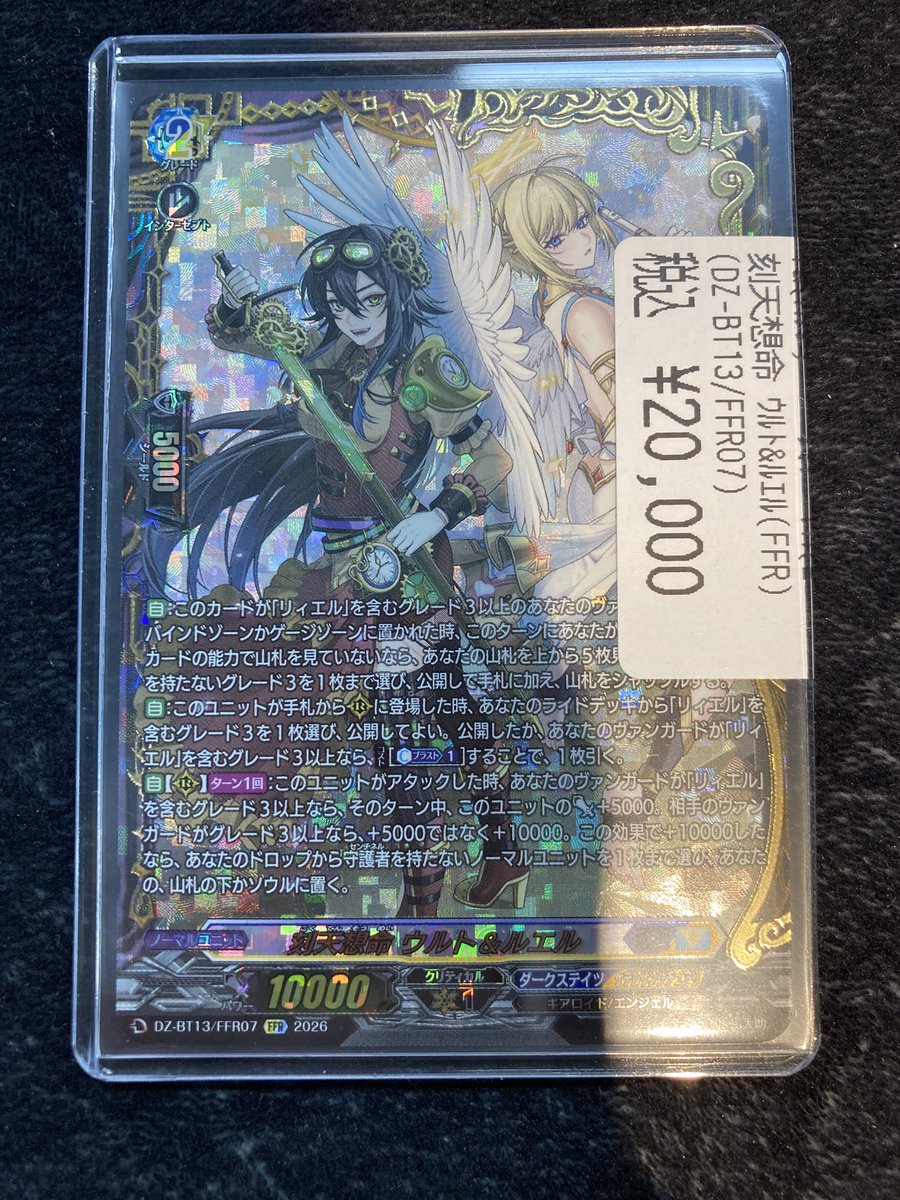 2
グレード
インターセプト
5000
シールド
刻天想命 ウルト&ルエル(FFR)
(DZ-BT13/FFR07)
税込 ¥20,000
自:このカードが「リィエル」を含むグレード3以上のあなたのヴァ
バインドゾーンかゲージゾーンに置かれた時、このターンにあなたが
カードの能力で山札を見ていないなら、あなたの山札を上から5枚見
を持たないグレード3を1枚まで選び、公開して手札に加え、山札をシャッフルする。
自:このユニットが手札からRに登場した時、あなたのライドデッキから「リィエル」を
含むグレード3を1枚選び、公開してよい。公開したか、あなたのヴァンガードが「リィ
エル」を含むグレード3以上なら、コスト[Cブラスト1]することで、1枚引く。
自【R】ターン1回:このユニットがアタックした時、あなたのヴァンガードが「リィエル」
を含むグレード3以上なら、そのターン中、このユニットの+5000。相手のヴァン
ガードがグレード3以上なら、+5000ではなく+10000。この効果で+10000した
なら、あなたのドロップから守護者を持たないノーマルユニットを1枚まで選び、あなた
センチネル
の、山札の下かソウルに置く。
ノーマルユニット
刻天想命 ウルト&ルエル
パワー
10000
クリティカル
1
ダークステイツ
ギアロイド/エンジェル
DZ-BT13/FFR07 FFR 2026